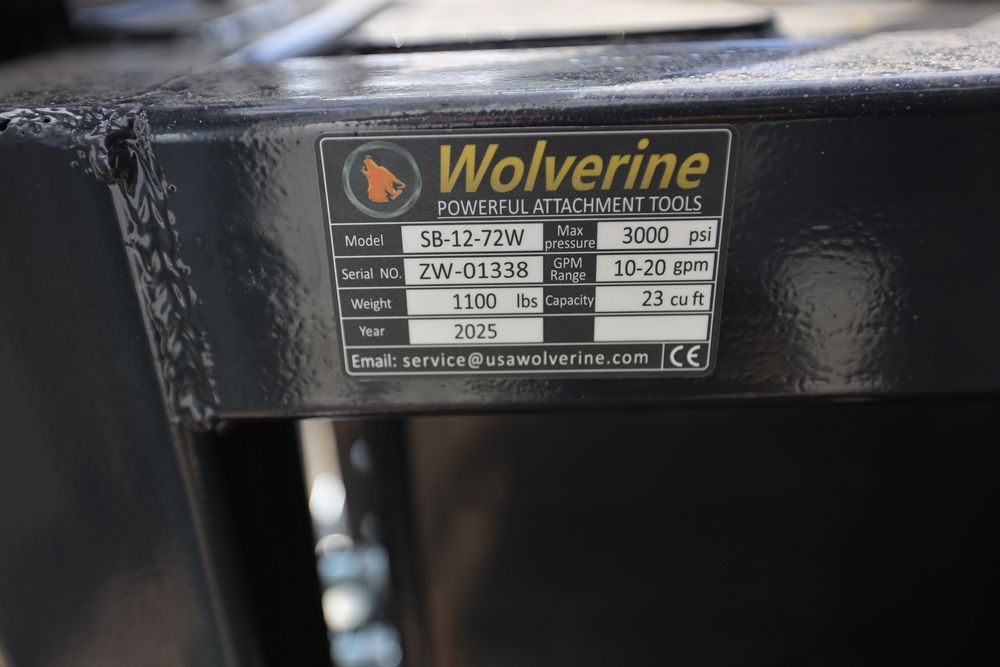 Wolverine
POWERFUL ATTACHMENT TOOLS
Model SB-12-72W Max pressure 3000 psi
Serial NO. ZW-01338 GPM Range 10-20 gpm
Weight 1100 lbs Capacity 23 cu ft
Year 2025
Email: service@usawolverine.com CE